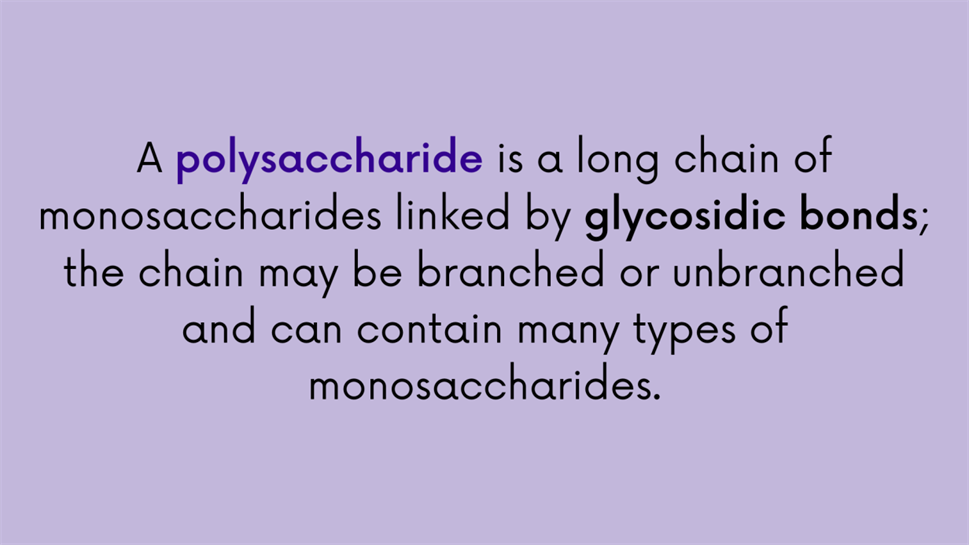 A polysaccharide is a long chain of
monosaccharides linked by glycosidic bonds;
the chain may be branched or unbranched
and can contain many types of
monosaccharides.